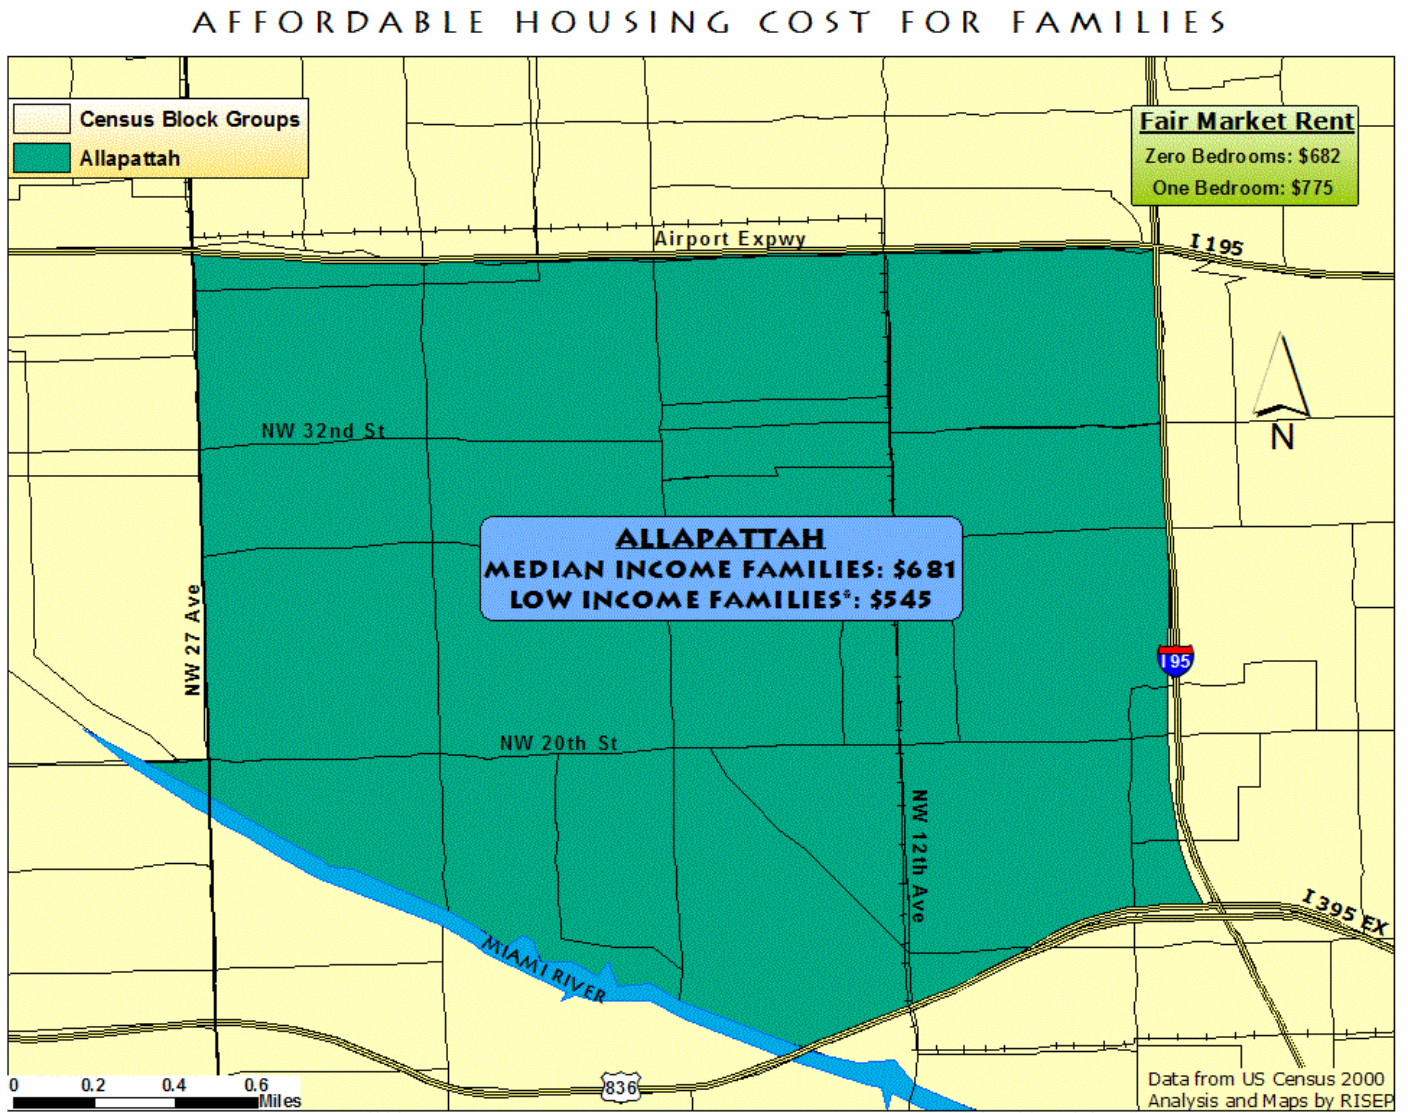 AFFORDABLE HOUSING COST FOR FAMILIES
Census Block Groups
Allapattah
Fair Market Rent
Zero Bedrooms: $682
One Bedroom: $775
Airport Expwy
I 195
N
NW 32nd St
ALLAPATTAH
MEDIAN INCOME FAMILIES: $681
LOW INCOME FAMILIES*: $545
NW 27 Ave
I 95
NW 20th St
NW 12th Ave
I 395 EX
MIAMI RIVER
836
0 0.2 0.4 0.6
Miles
Data from US Census 2000
Analysis and Maps by RISEP